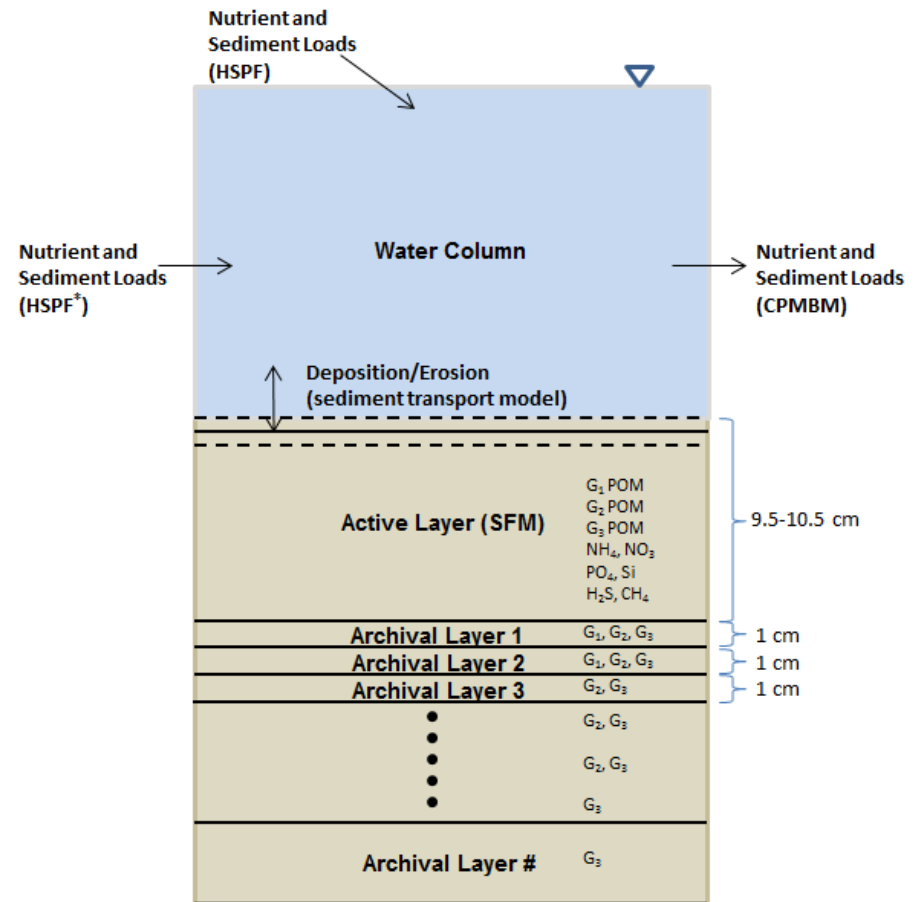 Nutrient and
Sediment Loads
(HSPF)
Nutrient and
Sediment Loads
(HSPF*)
Water Column
Nutrient and
Sediment Loads
(CPMBM)
Deposition/Erosion
(sediment transport model)
Active Layer (SFM)
G₁ POM
G₂ POM
G₃ POM
NH₄, NO₃
PO₄, Si
H₂S, CH₄
9.5-10.5 cm
Archival Layer 1 G₁, G₂, G₃ 1 cm
Archival Layer 2 G₁, G₂, G₃ 1 cm
Archival Layer 3 G₂, G₃ 1 cm
G₂, G₃
G₂, G₃
G₃
Archival Layer # G₃